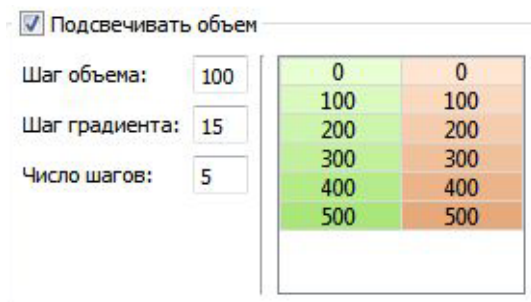 Подсвечивать объем
Шаг объема: 100
Шаг градиента: 15
Число шагов: 5
0 0
100 100
200 200
300 300
400 400
500 500